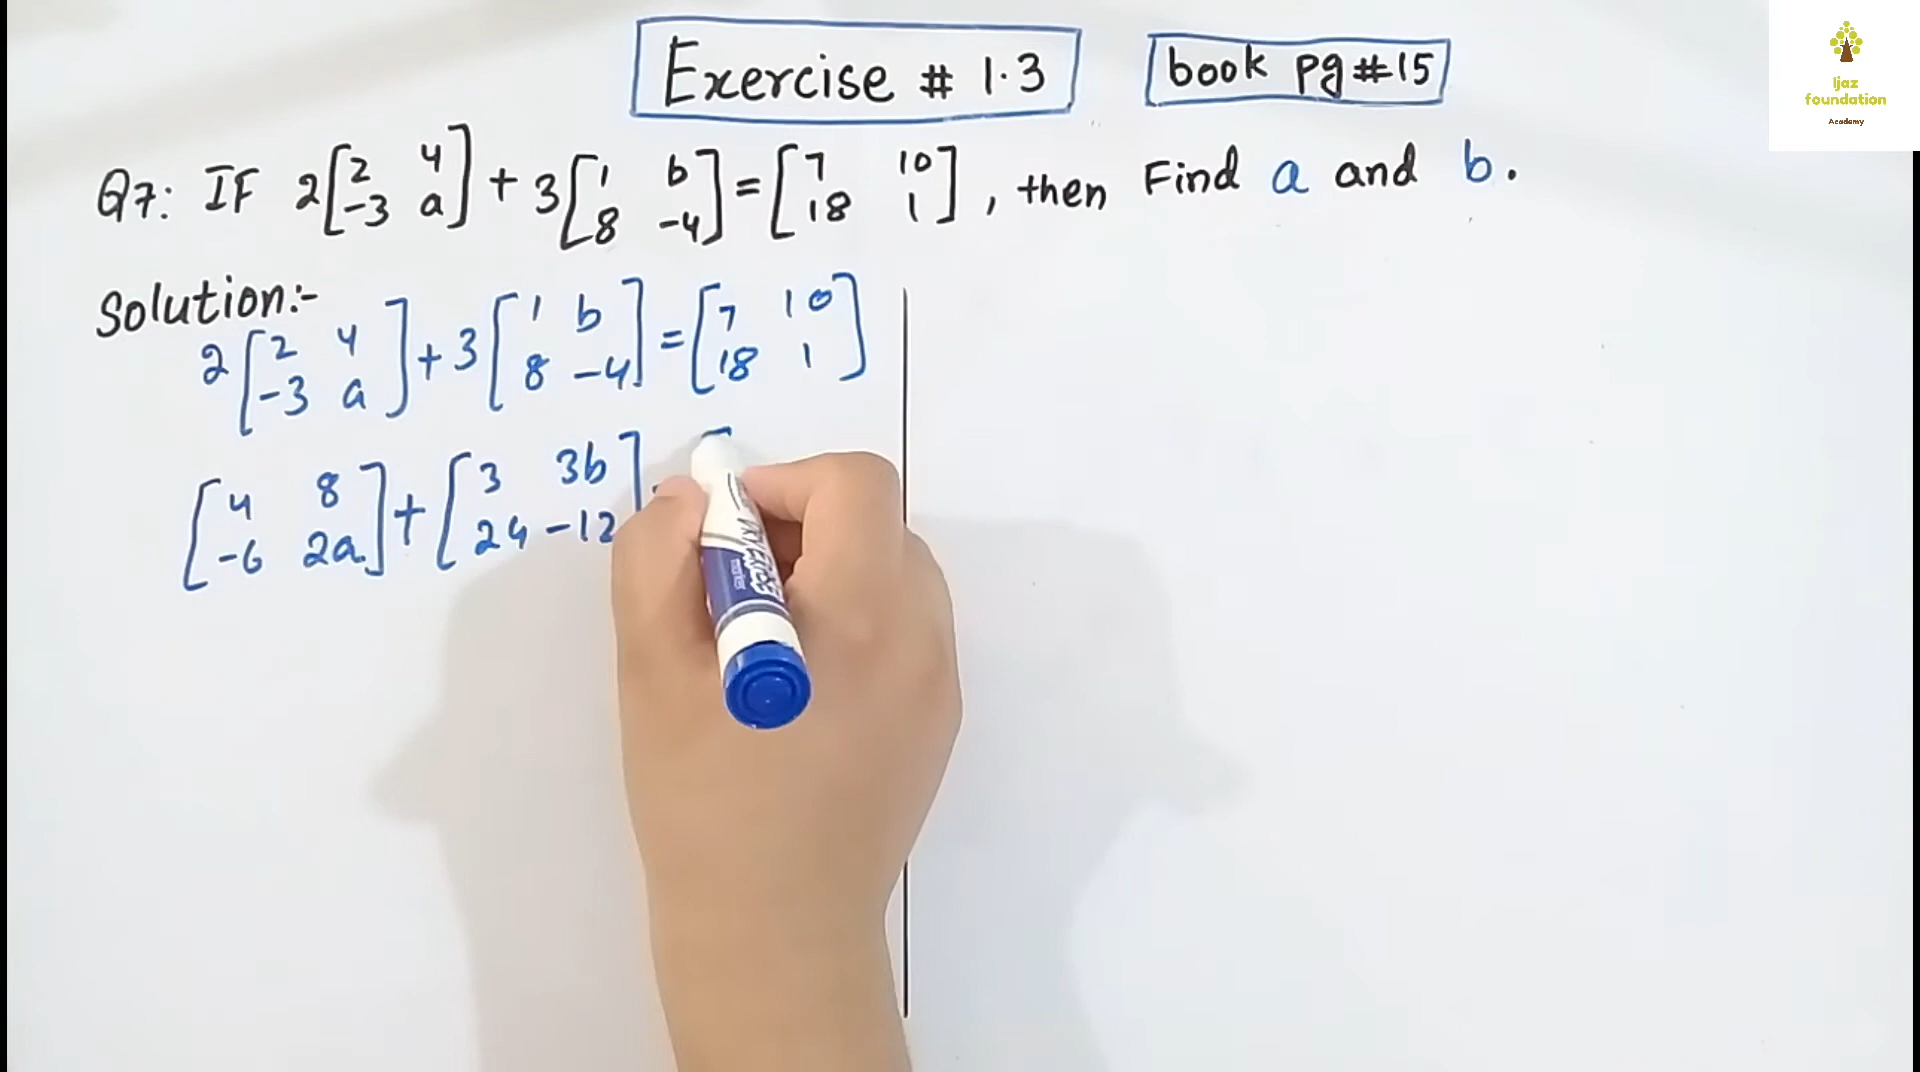 Exercise # 1.3
book pg#15
Ijaz
foundation
Academy
Q7: IF 2[2 4 -3 a] + 3[1 b 8 -4] = [7 10 18 1], then Find a and b.
Solution:-
2[2 4 -3 a] + 3[1 b 8 -4] = [7 10 18 1]
[4 8 -6 2a] + [3 3b 24 -12]